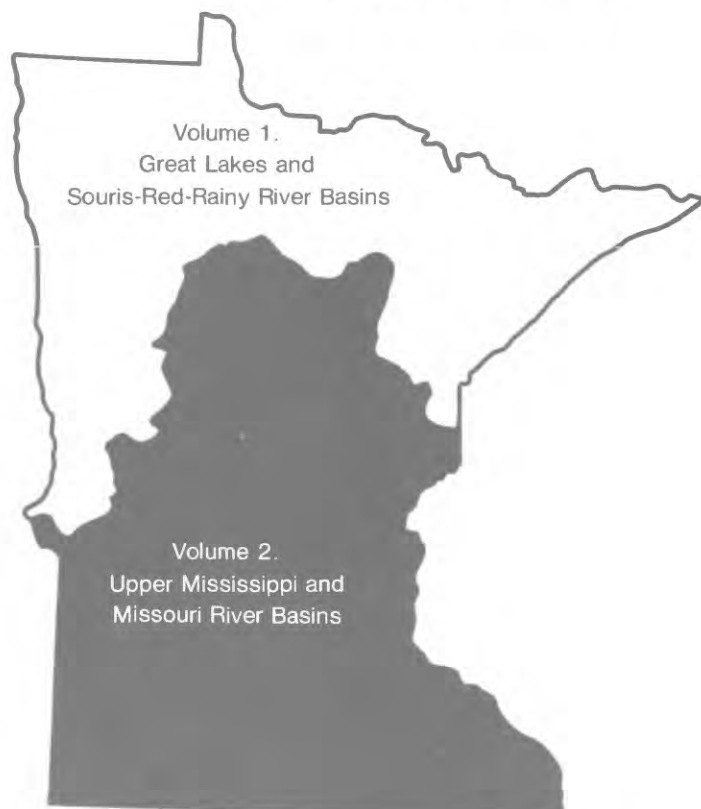 Volume 1.
Great Lakes and
Souris-Red-Rainy River Basins
Volume 2.
Upper Mississippi and
Missouri River Basins